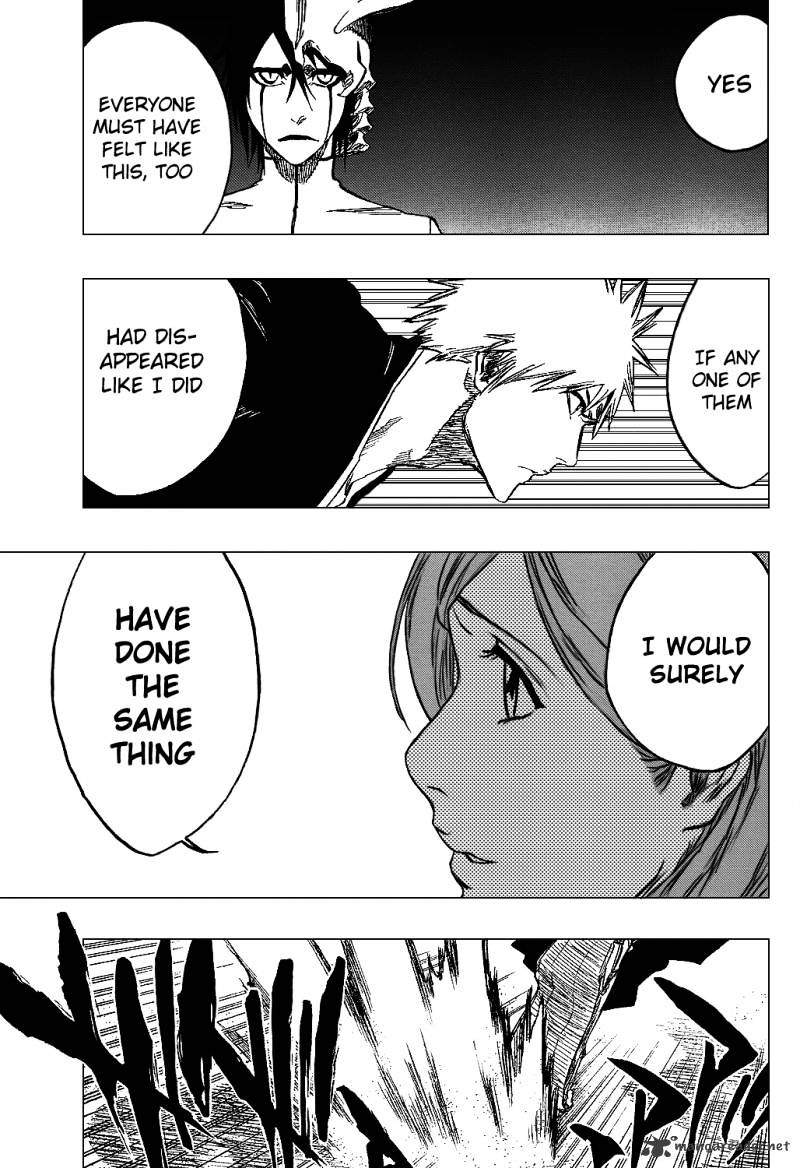 YES
EVERYONE
MUST HAVE
FELT LIKE
THIS, TOO
IF ANY
ONE OF
THEM
HAD DIS-
APPEARED
LIKE I DID
I WOULD
SURELY
HAVE
DONE
THE
SAME
THING